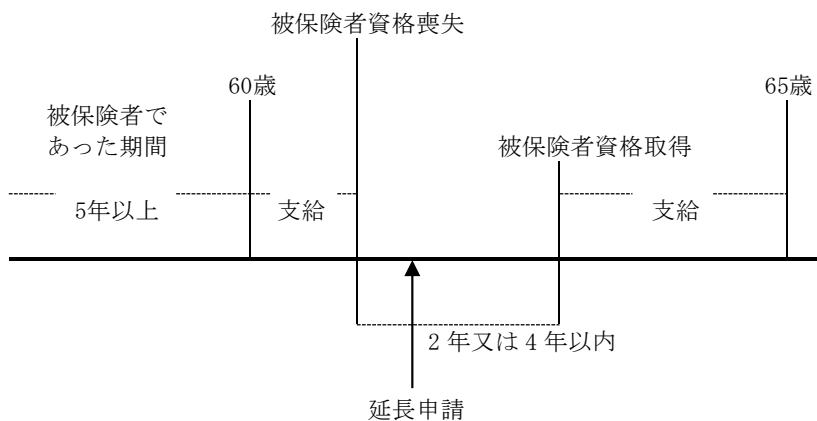 被保険者資格喪失
60歳
65歳
被保険者で
あった期間
被保険者資格取得
5年以上
支給
支給
2年又は4年以内
延長申請